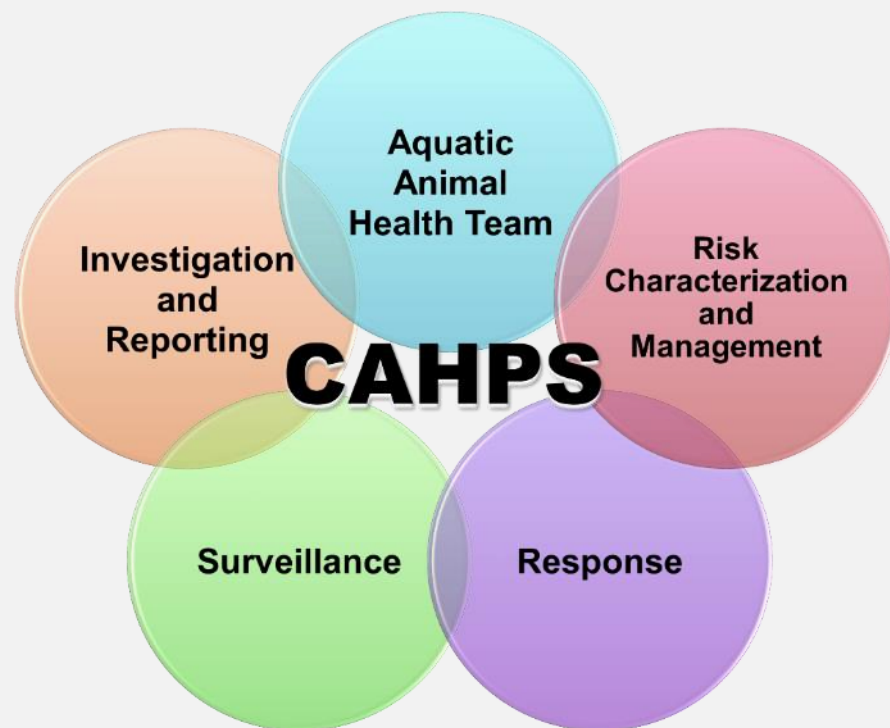 Aquatic
Animal
Health Team
Risk
Characterization
and
Management
Response
Surveillance
Investigation
and
Reporting
CAHPS